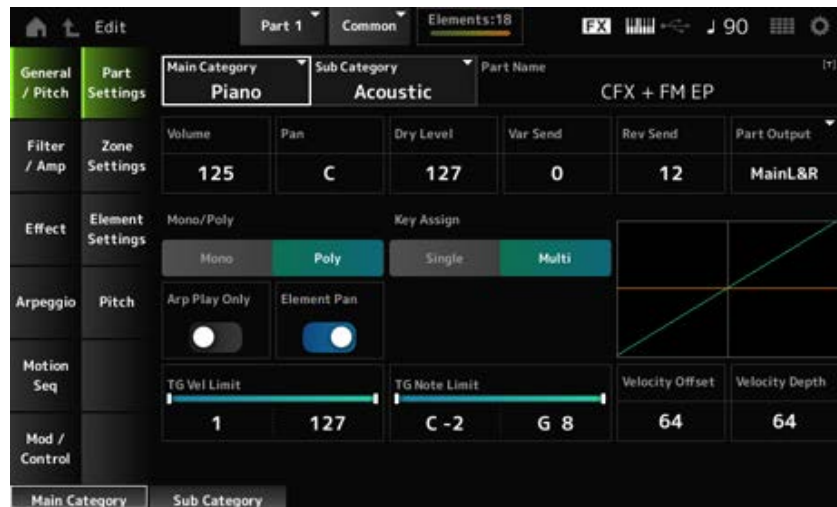 Edit
Part 1
Common
Elements:18
FX
♩ 90
General / Pitch
Part Settings
Main Category
Piano
Sub Category
Acoustic
Part Name
CFX + FM EP
Filter / Amp
Zone Settings
Volume
125
Pan
C
Dry Level
127
Var Send
0
Rev Send
12
Part Output
MainL&R
Effect
Element Settings
Mono/Poly
Mono
Poly
Key Assign
Single
Multi
Arpeggio
Pitch
Arp Play Only
Element Pan
Motion Seq
TG Vel Limit
1
127
TG Note Limit
C -2
G 8
Velocity Offset
64
Velocity Depth
64
Mod / Control
Main Category
Sub Category